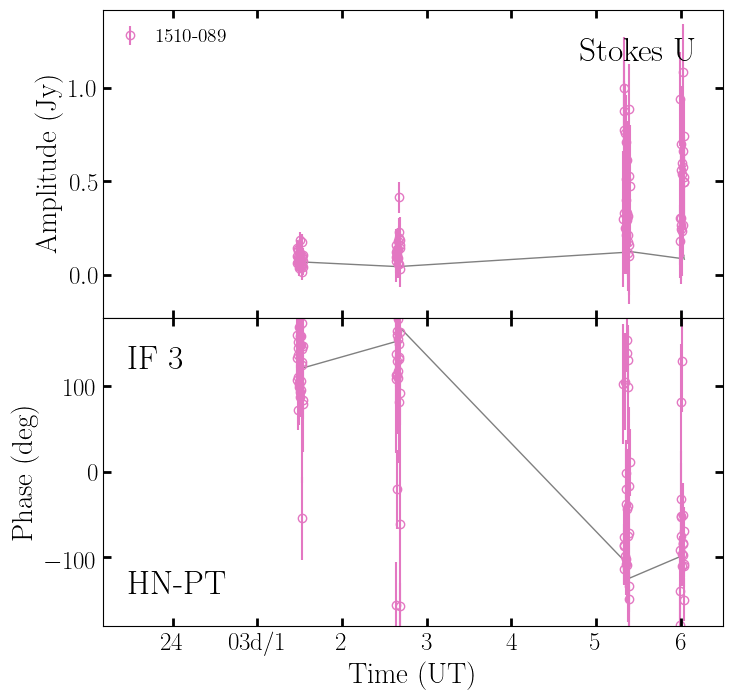 1510-089
Stokes U
Amplitude (Jy)
1.0
0.5
0.0
IF 3
Phase (deg)
100
0
−100
HN-PT
24 03d/1 2 3 4 5 6
Time (UT)